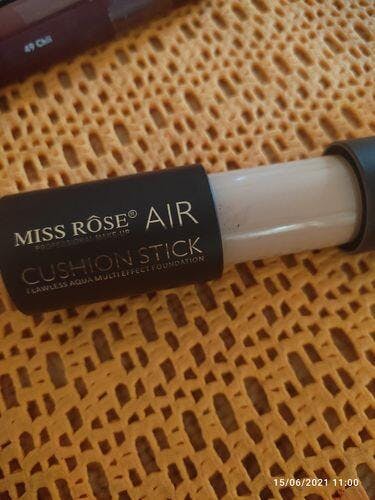 49 Chili
MISS RÔSE® AIR
PROFESSIONAL MAKE-UP
CUSHION STICK
FLAWLESS AQUA MULTI EFFECT FOUNDATION
15/06/2021 11:00